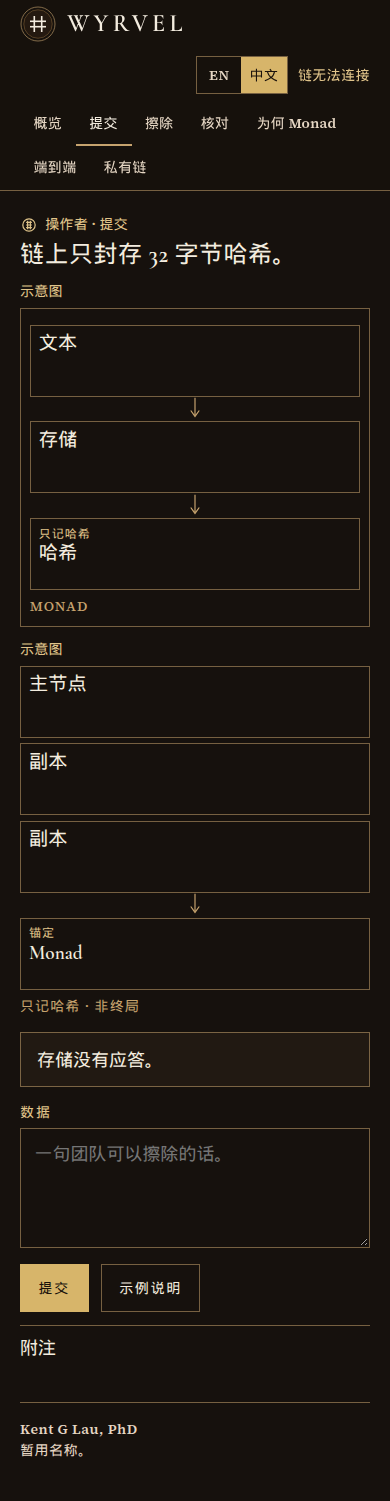 WYRVEL
EN 中文 链无法连接
概览 提交 擦除 核对 为何 Monad
端到端 私有链
操作者 · 提交
链上只封存 32 字节哈希。
示意图
文本
存储
只记哈希
哈希
MONAD
示意图
主节点
副本
副本
锚定
Monad
只记哈希 · 非终局
存储没有应答。
数据
一句团队可以擦除的话。
提交 示例说明
附注
Kent G Lau, PhD
暂用名称。